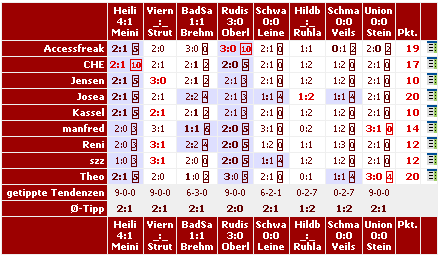 Heili Viern BadSa Rudis Schwa Hildb Schma Union
4:1 _:_ 1:1 3:0 0:0 _:_ 0:0 0:0 Pkt.
Meini Strut Brehm Oberl Leine Ruhla Veils Stein
Accessfreak 2:1 5 2:0 2:1 0 3:0 10 2:1 0 1:1 0:1 2 2:0 2 19
CHE 2:1 10 2:1 2:1 2 2:0 5 2:1 0 1:2 1:2 0 2:1 0 17
Jensen 2:1 5 3:0 2:1 2 2:0 5 2:1 0 1:2 1:2 0 2:1 0 10
Josea 2:1 5 2:1 2:2 4 2:1 3 1:1 4 1:2 1:1 4 2:1 0 20
Kassel 2:1 5 2:1 2:1 2 2:0 5 2:1 0 1:2 1:2 0 2:1 0 10
manfred 2:0 3 3:1 1:1 6 2:0 5 3:1 0 0:2 1:2 0 3:1 0 14
Reni 2:1 5 3:1 2:2 4 2:0 5 2:1 0 1:2 1:3 0 2:1 0 12
szz 1:0 3 3:1 2:1 0 2:0 5 1:1 4 1:2 1:2 0 2:1 0 12
Theo 2:1 5 2:0 1:0 2 3:0 5 2:0 2 1:2 1:1 4 3:0 2 20
getippte Tendenzen 9-0-0 9-0-0 6-3-0 9-0-0 6-2-1 0-2-7 0-2-7 9-0-0
Ø-Tipp 2:1 2:1 2:1 2:0 2:1 1:2 1:2 2:1
Heili Viern BadSa Rudis Schwa Hildb Schma Union
4:1 _:_ 1:1 3:0 0:0 _:_ 0:0 0:0 Pkt.
Meini Strut Brehm Oberl Leine Ruhla Veils Stein